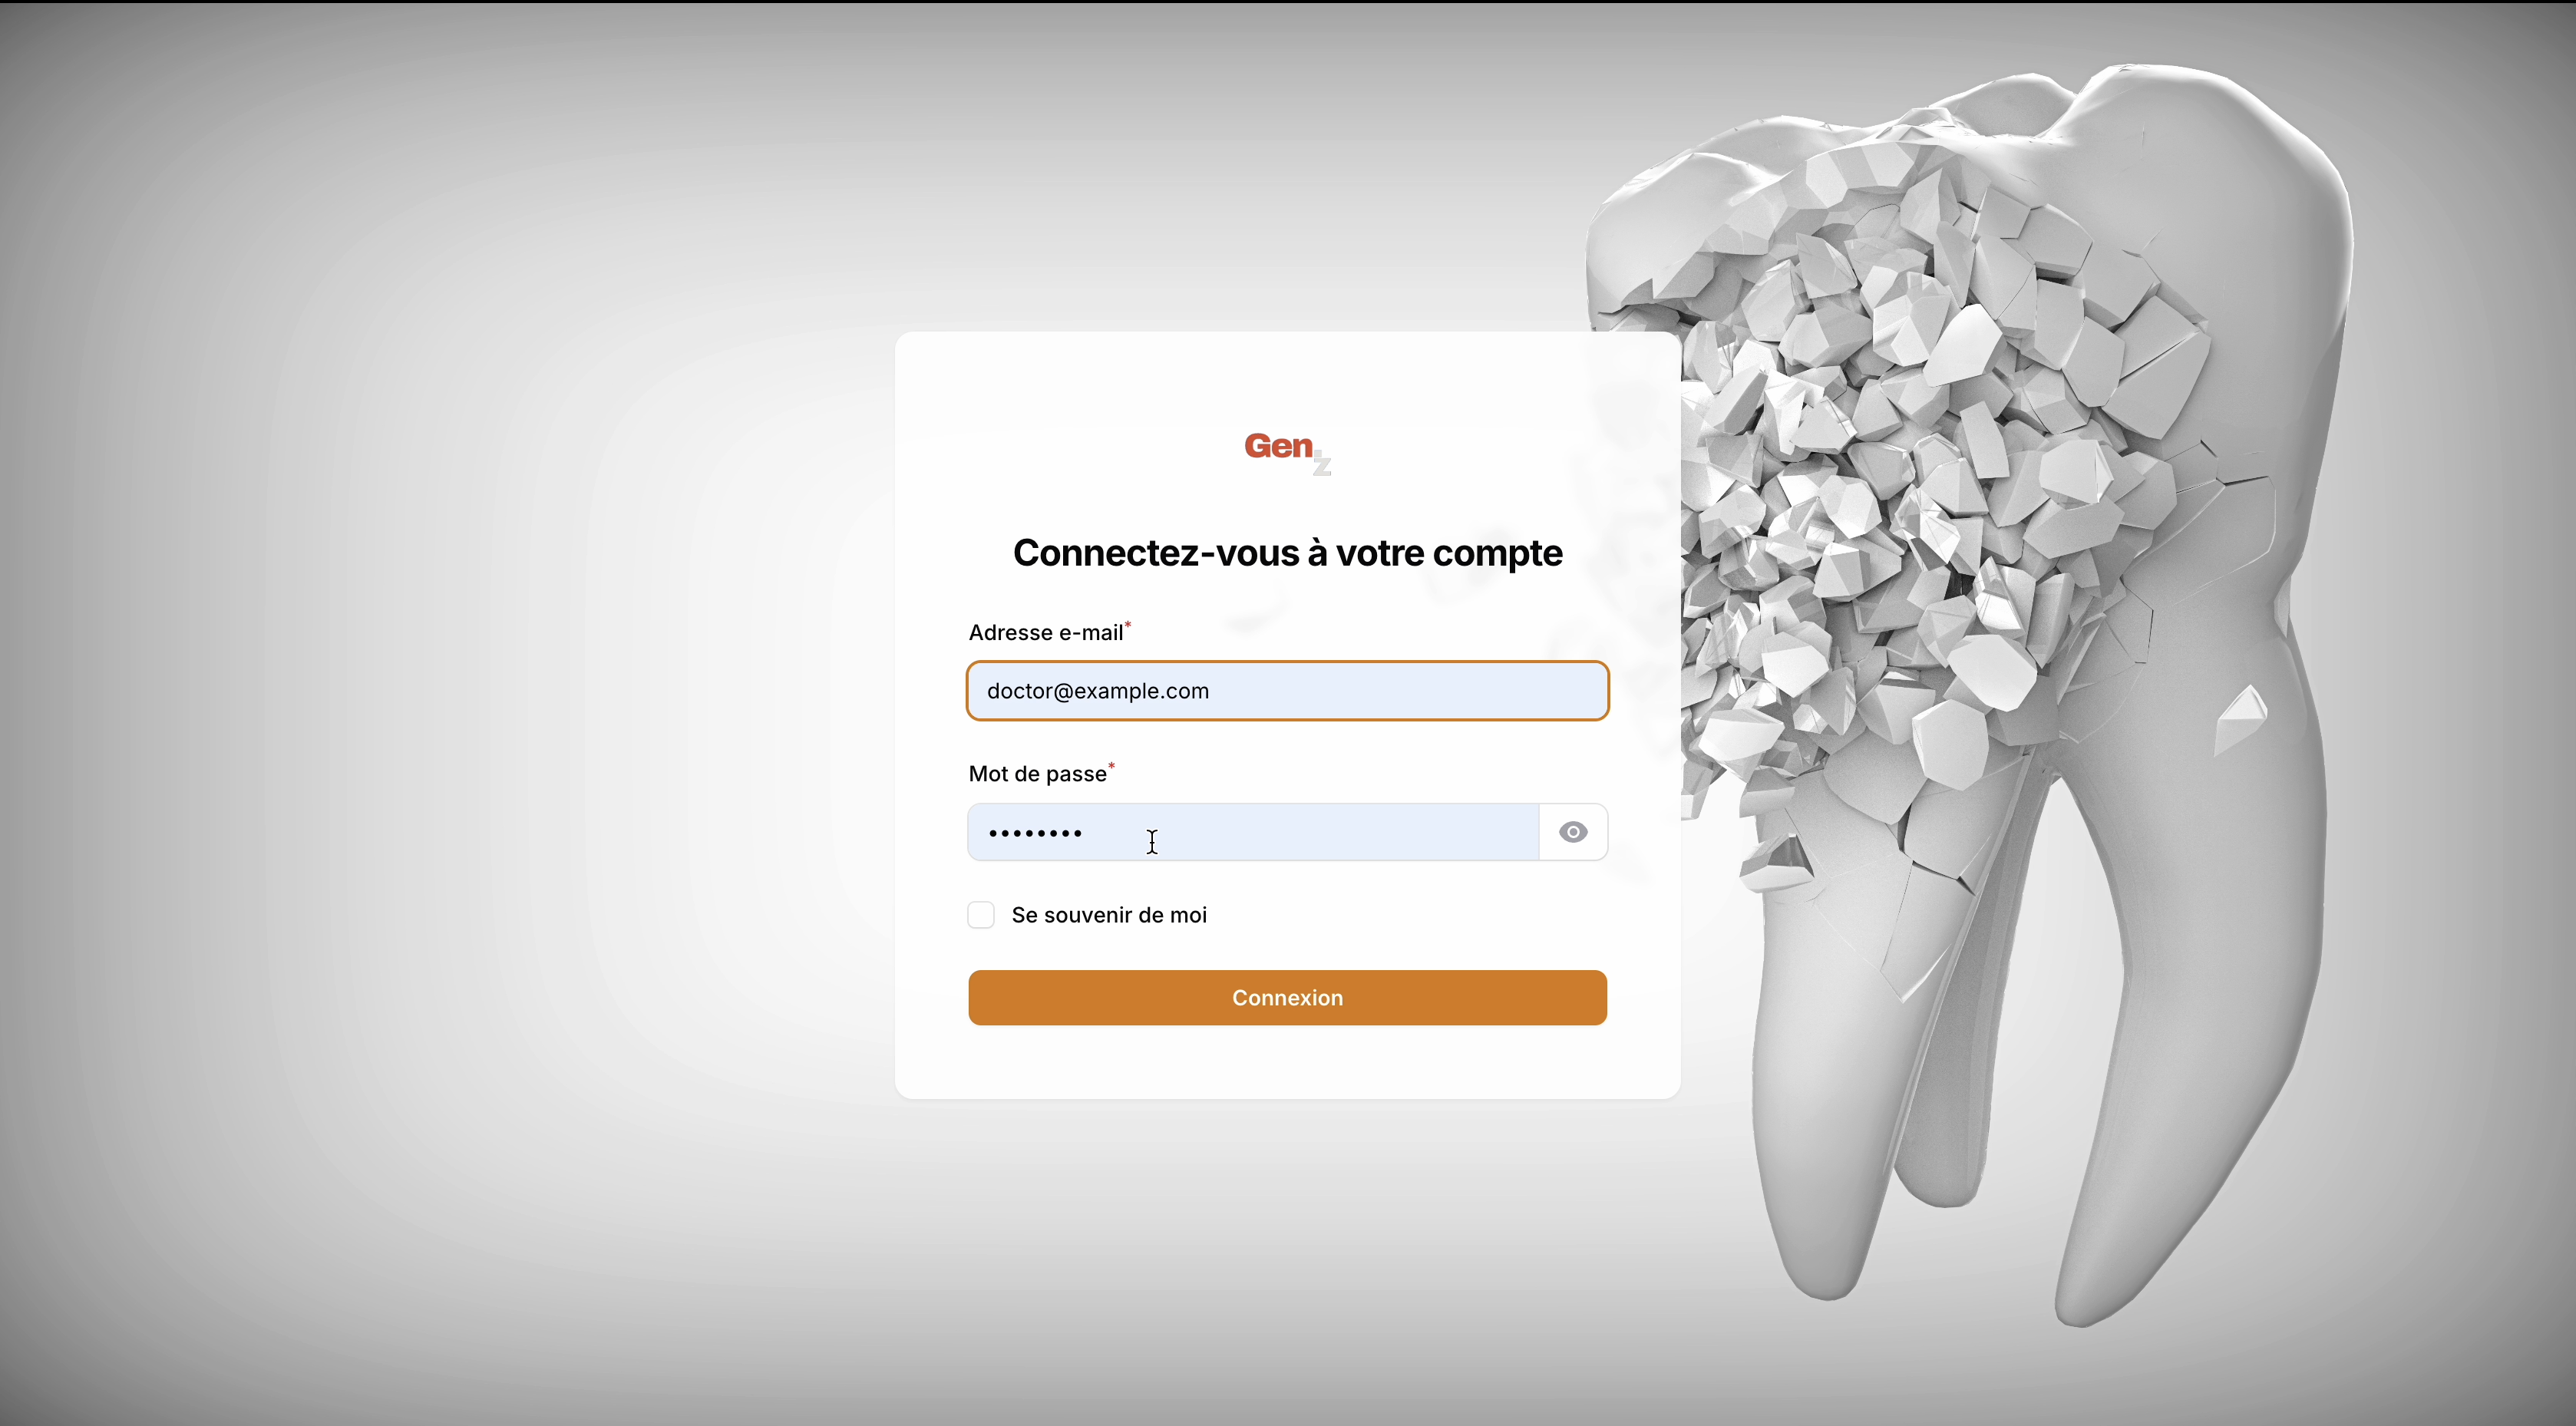 Gen
z
Connectez-vous à votre compte
Adresse e-mail*
doctor@example.com
Mot de passe*
••••••••
Se souvenir de moi
Connexion